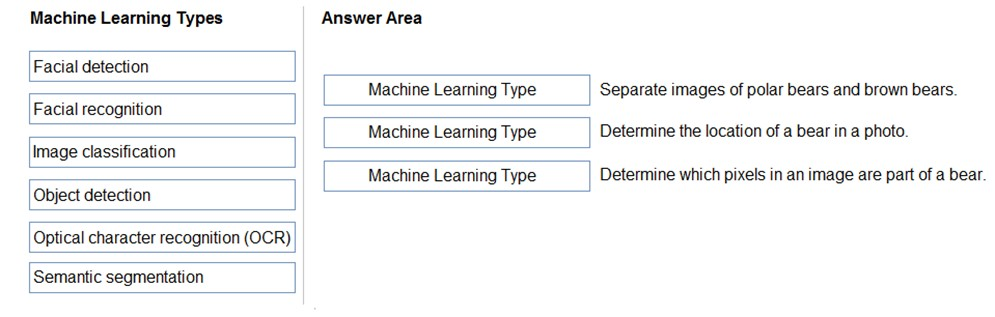 Machine Learning Types
Facial detection
Facial recognition
Image classification
Object detection
Optical character recognition (OCR)
Semantic segmentation
Answer Area
Machine Learning Type Separate images of polar bears and brown bears.
Machine Learning Type Determine the location of a bear in a photo.
Machine Learning Type Determine which pixels in an image are part of a bear.